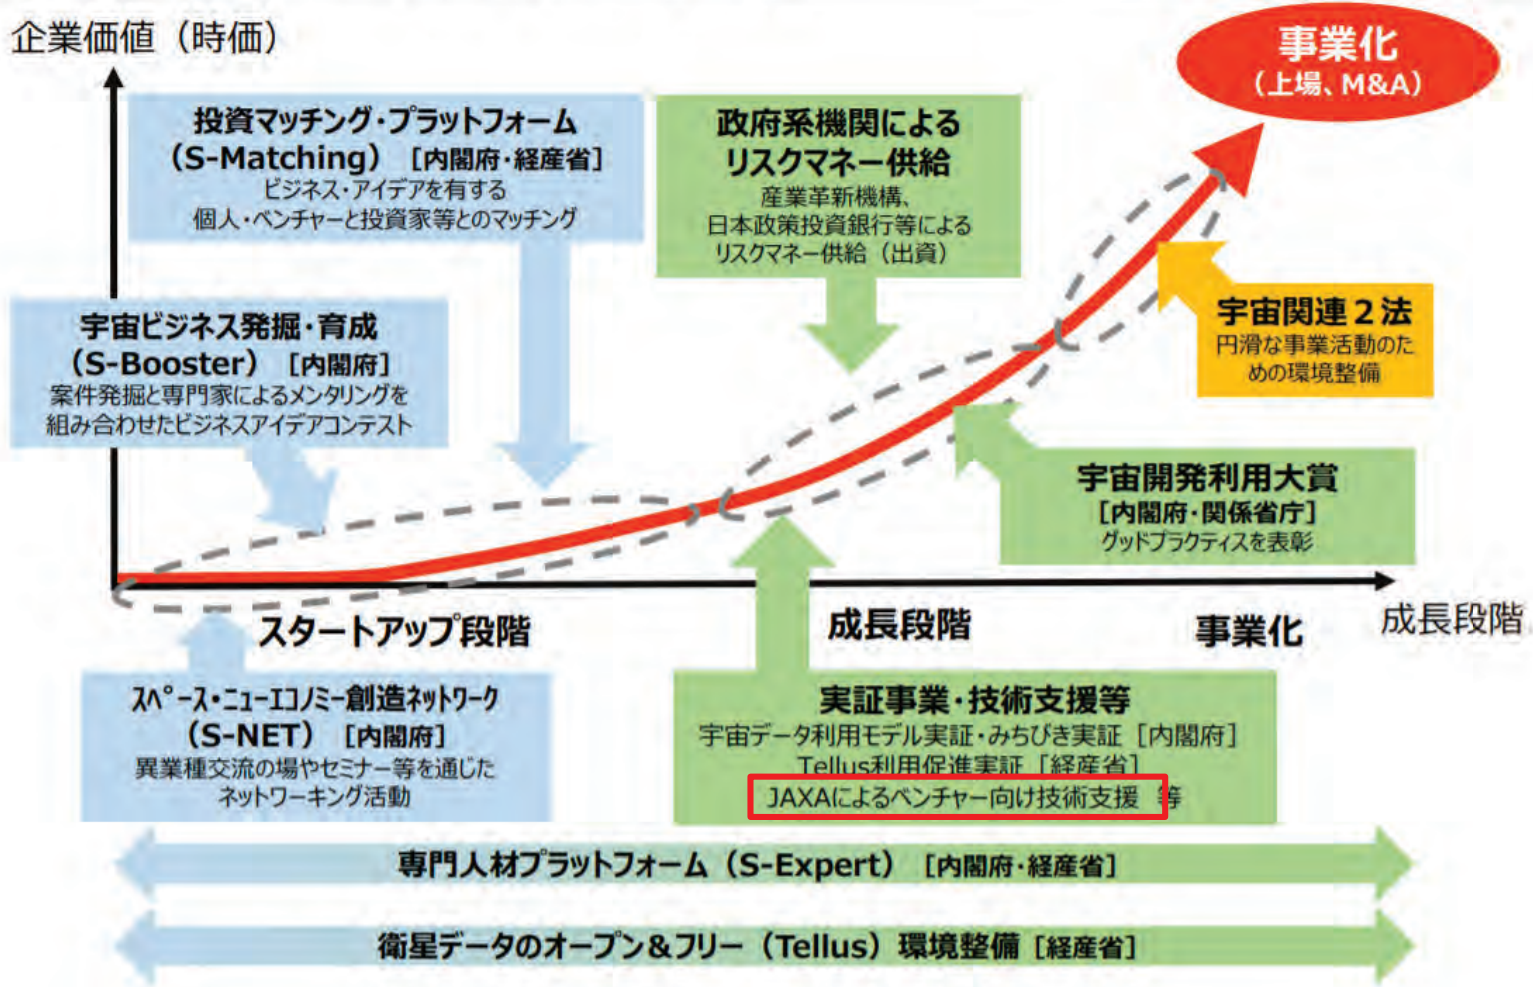 企業価値（時価）
事業化
（上場、M&A）
投資マッチング・プラットフォーム
（S-Matching）［内閣府・経産省］
ビジネス・アイデアを有する
個人・ベンチャーと投資家等とのマッチング
政府系機関による
リスクマネー供給
産業革新機構、
日本政策投資銀行等による
リスクマネー供給（出資）
宇宙ビジネス発掘・育成
（S-Booster）［内閣府］
案件発掘と専門家によるメンタリングを
組み合わせたビジネスアイデアコンテスト
宇宙関連２法
円滑な事業活動のた
めの環境整備
宇宙開発利用大賞
［内閣府・関係省庁］
グッドプラクティスを表彰
スタートアップ段階
成長段階
事業化
成長段階
スペース・ニューエコノミー創造ネットワーク
（S-NET）［内閣府］
異業種交流の場やセミナー等を通じた
ネットワーキング活動
実証事業・技術支援等
宇宙データ利用モデル実証・みちびき実証［内閣府］
Tellus利用促進実証［経産省］
JAXAによるベンチャー向け技術支援 等
専門人材プラットフォーム（S-Expert）［内閣府・経産省］
衛星データのオープン&フリー（Tellus）環境整備［経産省］